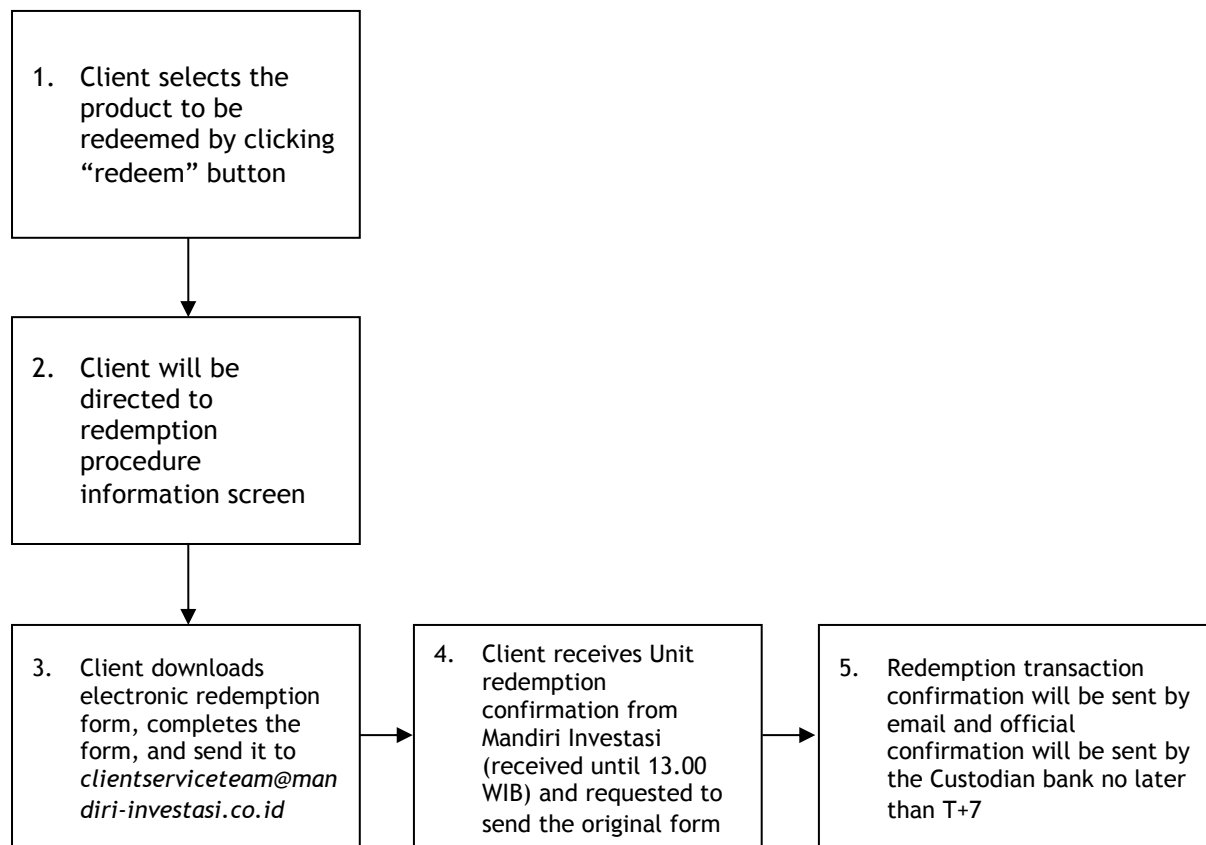 1. Client selects the
product to be
redeemed by clicking
“redeem” button
2. Client will be
directed to
redemption
procedure
information screen
3. Client downloads
electronic redemption
form, completes the
form, and send it to
clientserviceteam@man
diri-investasi.co.id
4. Client receives Unit
redemption
confirmation from
Mandiri Investasi
(received until 13.00
WIB) and requested to
send the original form
5. Redemption transaction
confirmation will be sent by
email and official
confirmation will be sent by
the Custodian bank no later
than T+7